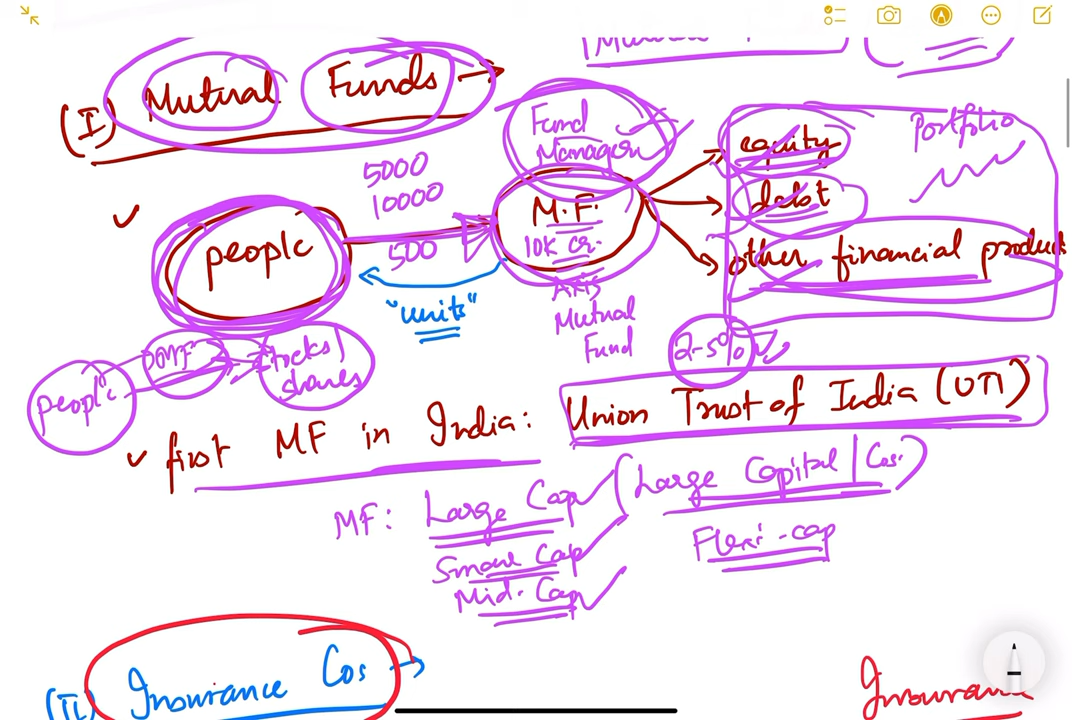 (I) Mutual Funds →
Fund
Manager
Portfolio
5000
10000
500
people
M.F.
10K cr.
equity
debt
other financial products
"units"
Axis
Mutual
Fund
2-5%
people
MF
stocks/
shares
first MF in India: Union Trust of India (UTI)
MF: Large Cap (Large Capital | Cos.)
Small Cap
Mid-Cap
Flexi-cap
(II) Insurance Cos →